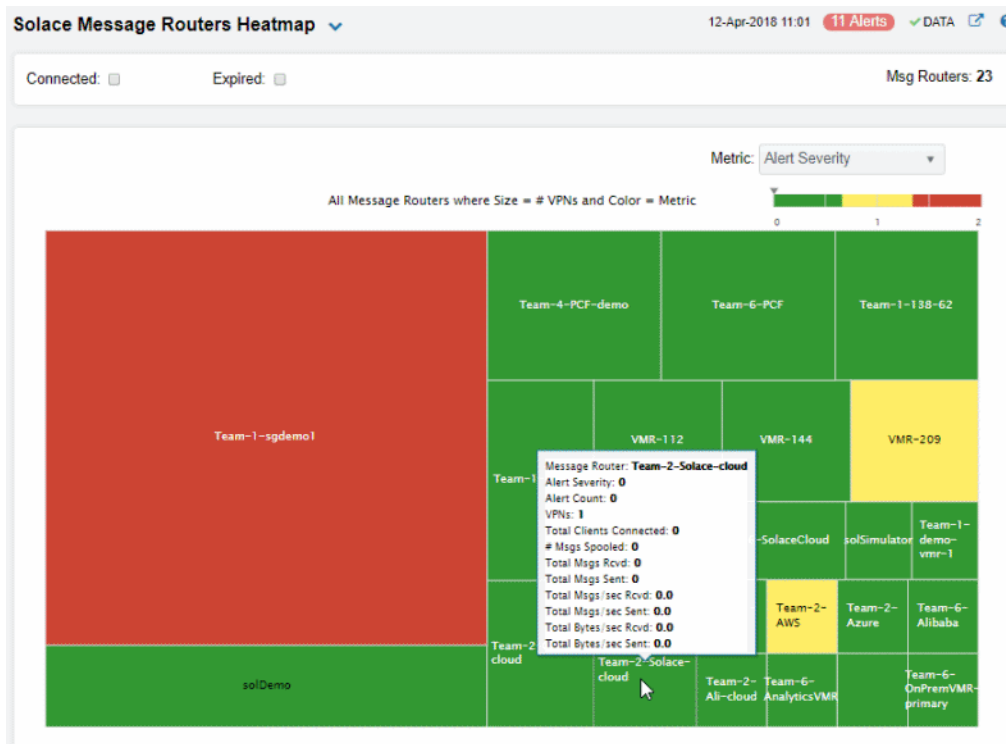 Solace Message Routers Heatmap
12-Apr-2018 11:01 11 Alerts DATA
Connected: Expired: Msg Routers: 23
Metric: Alert Severity
All Message Routers where Size = # VPNs and Color = Metric
0 1 2
Team-4-PCF-demo
Team-6-PCF
Team-1-138-62
Team-1-sgdemo1
VMR-112
VMR-144
VMR-209
Team-1
Message Router: Team-2-Solace-cloud
Alert Severity: 0
Alert Count: 0
VPNs: 1
Total Clients Connected: 0
# Msgs Spooled: 0
Total Msgs Rcvd: 0
Total Msgs Sent: 0
Total Msgs/sec Rcvd: 0.0
Total Msgs/sec Sent: 0.0
Total Bytes/sec Rcvd: 0.0
Total Bytes/sec Sent: 0.0
-SolaceCloud
solSimulator
Team-1-
demo-
vmr-1
Team-2-
AWS
Team-2-
Azure
Team-6-
Alibaba
Team-2
cloud
Team-2-Solace-
cloud
Team-2-
Ali-cloud
Team-6-
AnalyticsVMR
Team-6-
OnPremVMR-
primary
solDemo